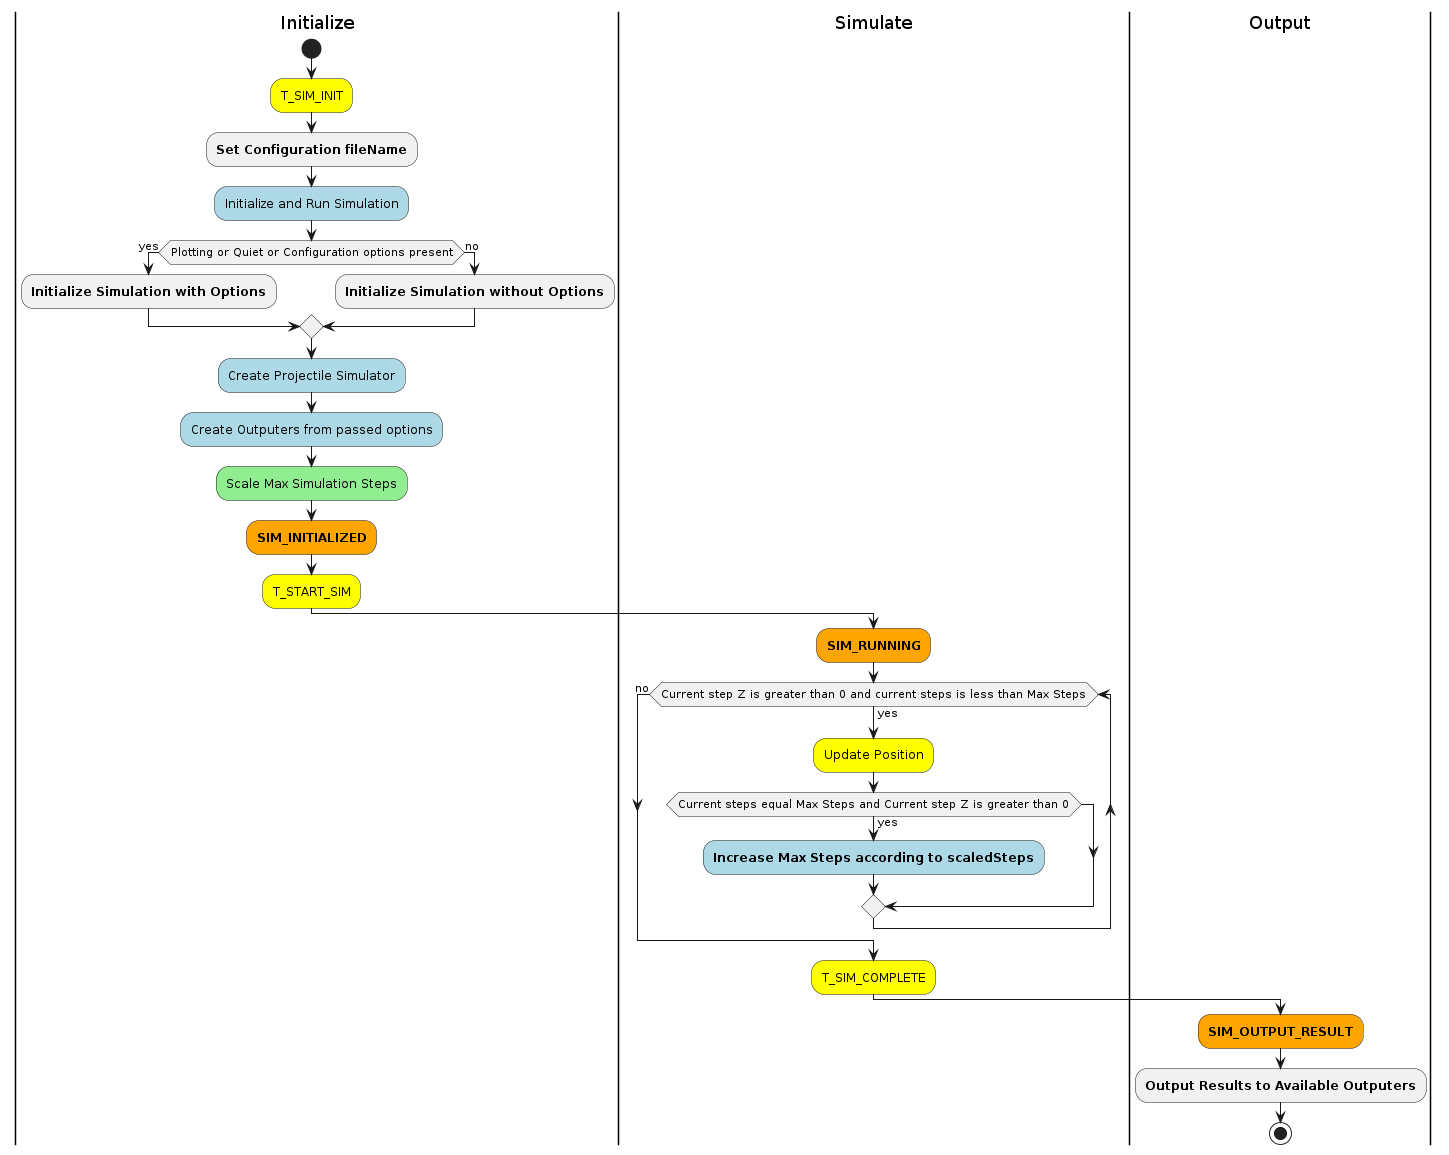 Initialize
Simulate
Output
T_SIM_INIT
Set Configuration fileName
Initialize and Run Simulation
yes
Plotting or Quiet or Configuration options present
no
Initialize Simulation with Options
Initialize Simulation without Options
Create Projectile Simulator
Create Outputers from passed options
Scale Max Simulation Steps
SIM_INITIALIZED
T_START_SIM
SIM_RUNNING
no
Current step Z is greater than 0 and current steps is less than Max Steps
yes
Update Position
Current steps equal Max Steps and Current step Z is greater than 0
yes
Increase Max Steps according to scaledSteps
T_SIM_COMPLETE
SIM_OUTPUT_RESULT
Output Results to Available Outputers